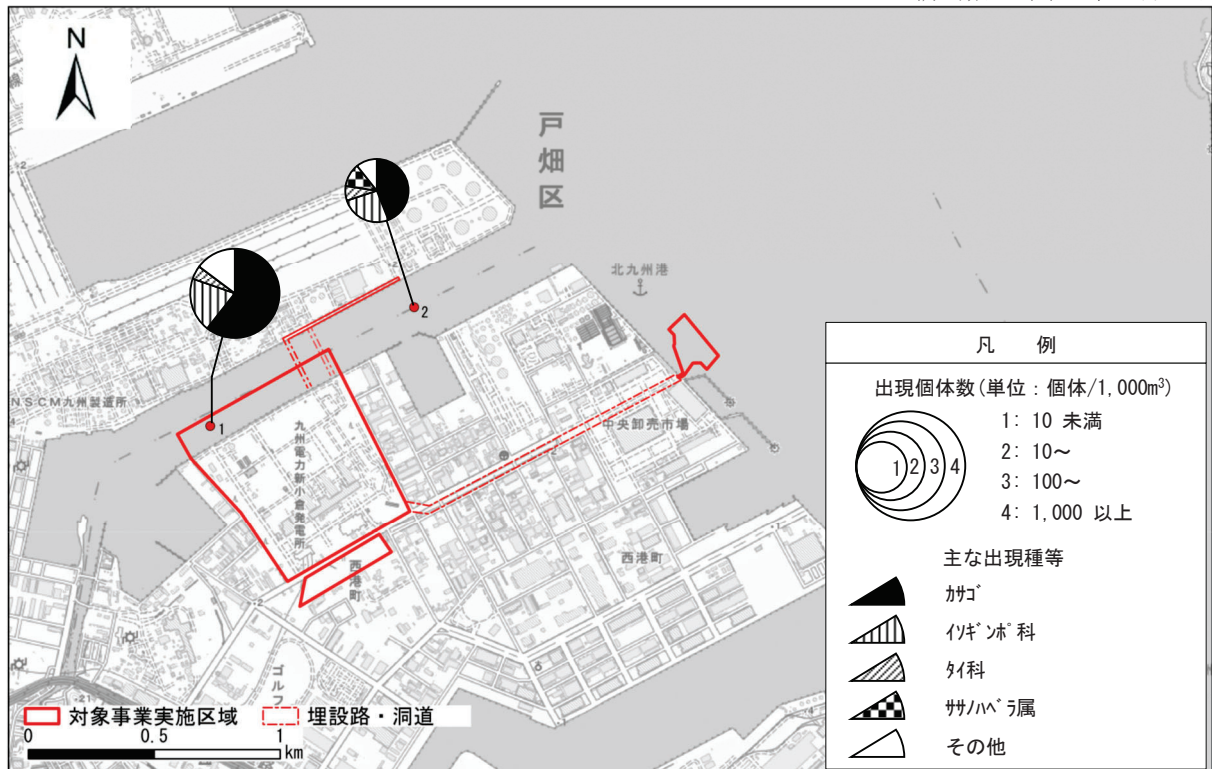 N
戸畑区
2
北九州港
NSCM九州製造所
1
九州電力新小倉発電所
中央卸売市場
西港町
西港町
ゴルフ
凡 例
出現個体数(単位：個体/1,000m³)
1 2 3 4
1: 10 未満
2: 10～
3: 100～
4: 1,000 以上
主な出現種等
ｶｻｺﾞ
ｲｿｷﾞﾝﾎﾟ科
ﾀｲ科
ｻｻﾉﾊﾍﾞﾗ属
その他
対象事業実施区域
埋設路・洞道
0 0.5 1
km